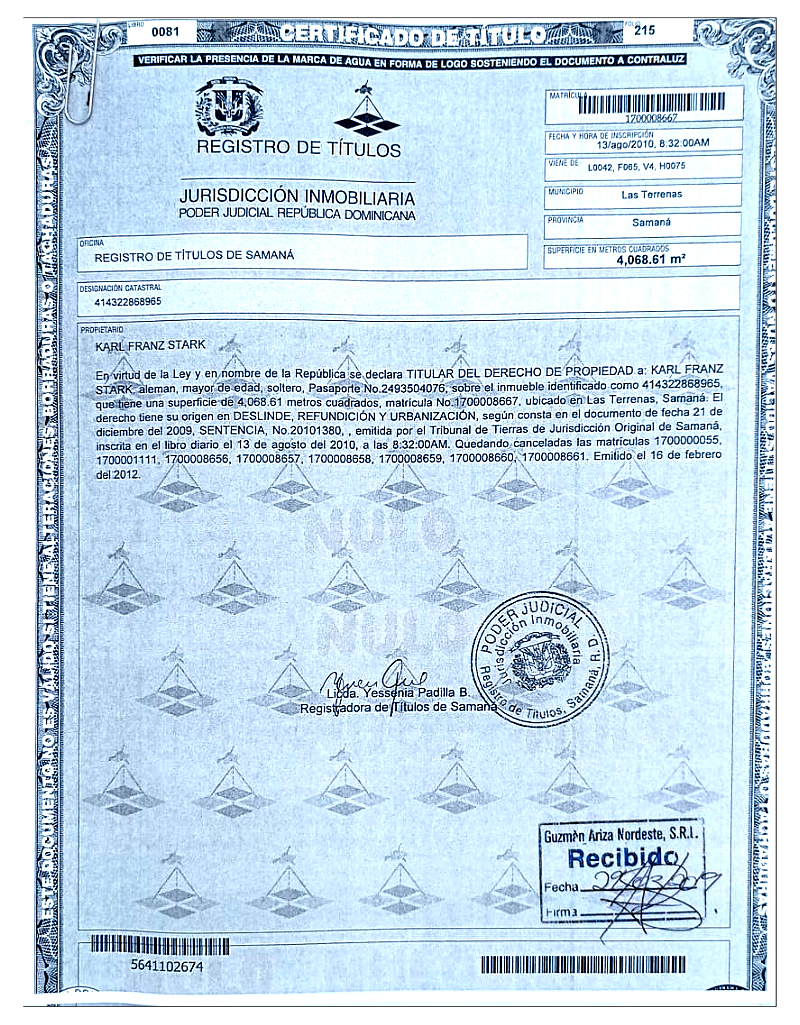 LIBRO 0081
CERTIFICADO DE TÍTULO
FOLIO 215
VERIFICAR LA PRESENCIA DE LA MARCA DE AGUA EN FORMA DE LOGO SOSTENIENDO EL DOCUMENTO A CONTRALUZ
REGISTRO DE TÍTULOS
JURISDICCIÓN INMOBILIARIA
PODER JUDICIAL REPÚBLICA DOMINICANA
MATRÍCULA
1700008667
FECHA Y HORA DE INSCRIPCIÓN
13/ago/2010, 8:32:00AM
VIENE DE L0042, F065, V4, H0075
MUNICIPIO Las Terrenas
PROVINCIA Samaná
SUPERFICIE EN METROS CUADRADOS
4,068.61 m²
OFICINA
REGISTRO DE TÍTULOS DE SAMANÁ
DESIGNACIÓN CATASTRAL
414322868965
PROPIETARIO
KARL FRANZ STARK
En virtud de la Ley y en nombre de la República se declara TITULAR DEL DERECHO DE PROPIEDAD a: KARL FRANZ
STARK, aleman, mayor de edad, soltero, Pasaporte No.2493504076, sobre el inmueble identificado como 414322868965,
que tiene una superficie de 4,068.61 metros cuadrados, matrícula No.1700008667, ubicado en Las Terrenas, Samaná. El
derecho tiene su origen en DESLINDE, REFUNDICIÓN Y URBANIZACIÓN, según consta en el documento de fecha 21 de
diciembre del 2009, SENTENCIA, No.20101380, , emitida por el Tribunal de Tierras de Jurisdicción Original de Samaná,
inscrita en el libro diario el 13 de agosto del 2010, a las 8:32:00AM. Quedando canceladas las matrículas 1700000055,
1700001111, 1700008656, 1700008657, 1700008658, 1700008659, 1700008660, 1700008661. Emitido el 16 de febrero
del 2012.
NULO
NULO
PODER JUDICIAL
Jurisdicción Inmobiliaria
Registro de Títulos, Samaná, R. D.
Licda. Yessenia Padilla B.
Registradora de Títulos de Samaná
Guzmán Ariza Nordeste, S.R.L.
Recibido
Fecha
Firma
5641102674
ESTE DOCUMENTO NO ES VÁLIDO SI TIENE ALTERACIONES, BORRADURAS O TACHADURAS